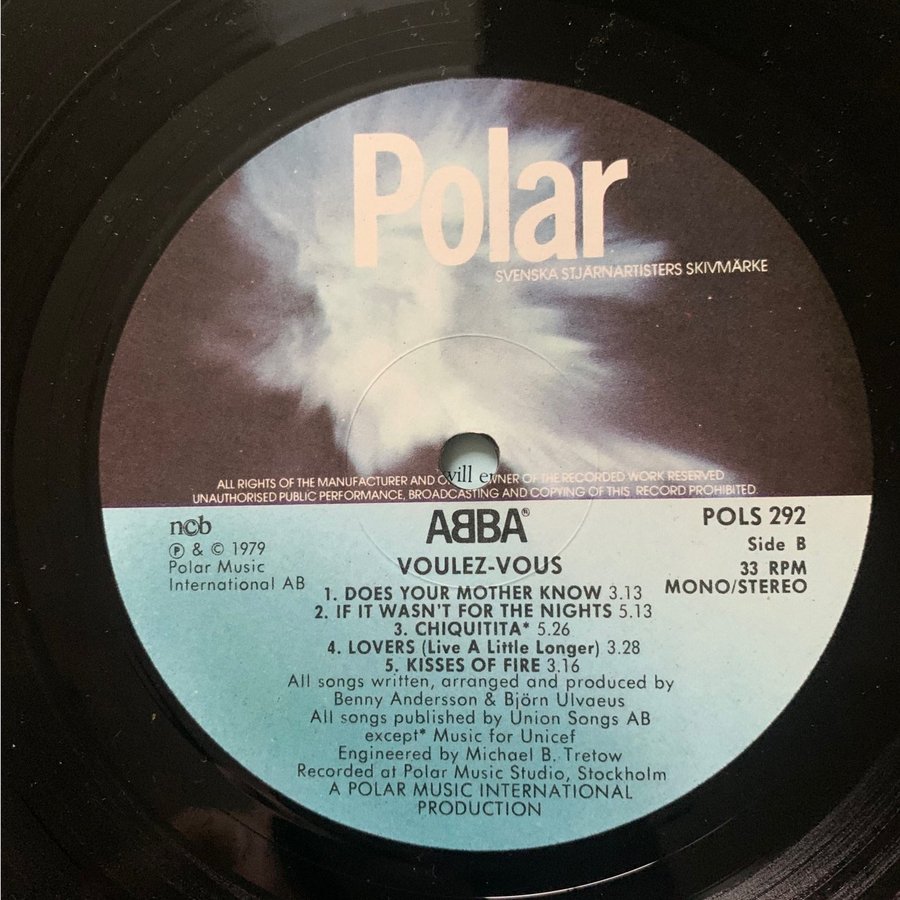 Polar
SVENSKA STJÄRNARTISTERS SKIVMÄRKE
vill
ALL RIGHTS OF THE MANUFACTURER AND OWNER OF THE RECORDED WORK RESERVED
UNAUTHORISED PUBLIC PERFORMANCE, BROADCASTING AND COPYING OF THIS RECORD PROHIBITED
ncb
Ⓟ & © 1979
Polar Music
International AB
ABBA®
VOULEZ-VOUS
POLS 292
Side B
33 RPM
MONO/STEREO
1. DOES YOUR MOTHER KNOW 3.13
2. IF IT WASN'T FOR THE NIGHTS 5.13
3. CHIQUITITA* 5.26
4. LOVERS (Live A Little Longer) 3.28
5. KISSES OF FIRE 3.16
All songs written, arranged and produced by
Benny Andersson & Björn Ulvaeus
All songs published by Union Songs AB
except* Music for Unicef
Engineered by Michael B. Tretow
Recorded at Polar Music Studio, Stockholm
A POLAR MUSIC INTERNATIONAL
PRODUCTION